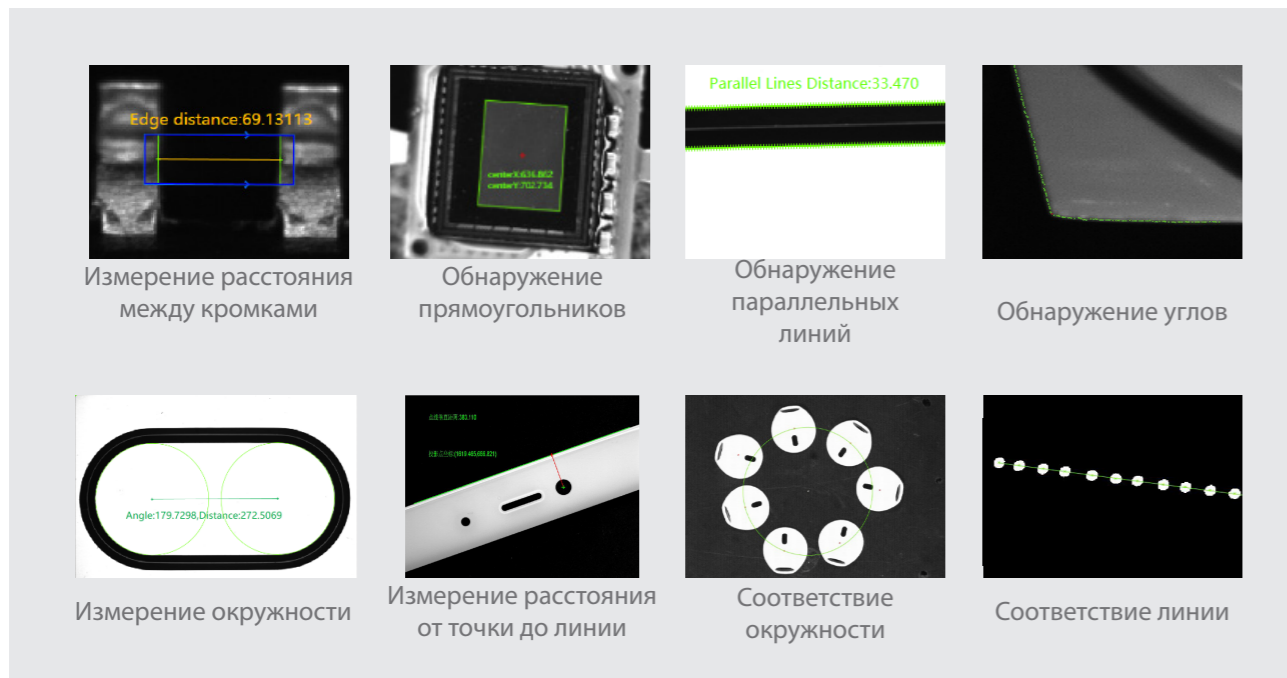 Edge distance:69.13113
centerX:634.862
centerY:702.734
Parallel Lines Distance:33.470
Измерение расстояния
между кромками
Обнаружение
прямоугольников
Обнаружение
параллельных
линий
Обнаружение углов
Angle:179.7298,Distance:272.5069
Измерение окружности
Измерение расстояния
от точки до линии
Соответствие
окружности
Соответствие линии